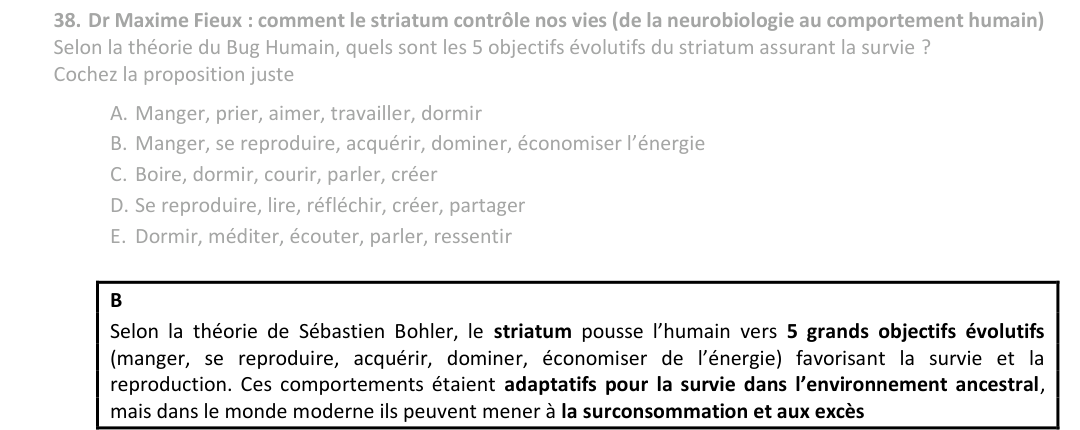 38. Dr Maxime Fieux : comment le striatum contrôle nos vies (de la neurobiologie au comportement humain)
Selon la théorie du Bug Humain, quels sont les 5 objectifs évolutifs du striatum assurant la survie ?
Cochez la proposition juste
A. Manger, prier, aimer, travailler, dormir
B. Manger, se reproduire, acquérir, dominer, économiser l’énergie
C. Boire, dormir, courir, parler, créer
D. Se reproduire, lire, réfléchir, créer, partager
E. Dormir, méditer, écouter, parler, ressentir
B
Selon la théorie de Sébastien Bohler, le striatum pousse l’humain vers 5 grands objectifs évolutifs
(manger, se reproduire, acquérir, dominer, économiser de l’énergie) favorisant la survie et la
reproduction. Ces comportements étaient adaptatifs pour la survie dans l’environnement ancestral,
mais dans le monde moderne ils peuvent mener à la surconsommation et aux excès